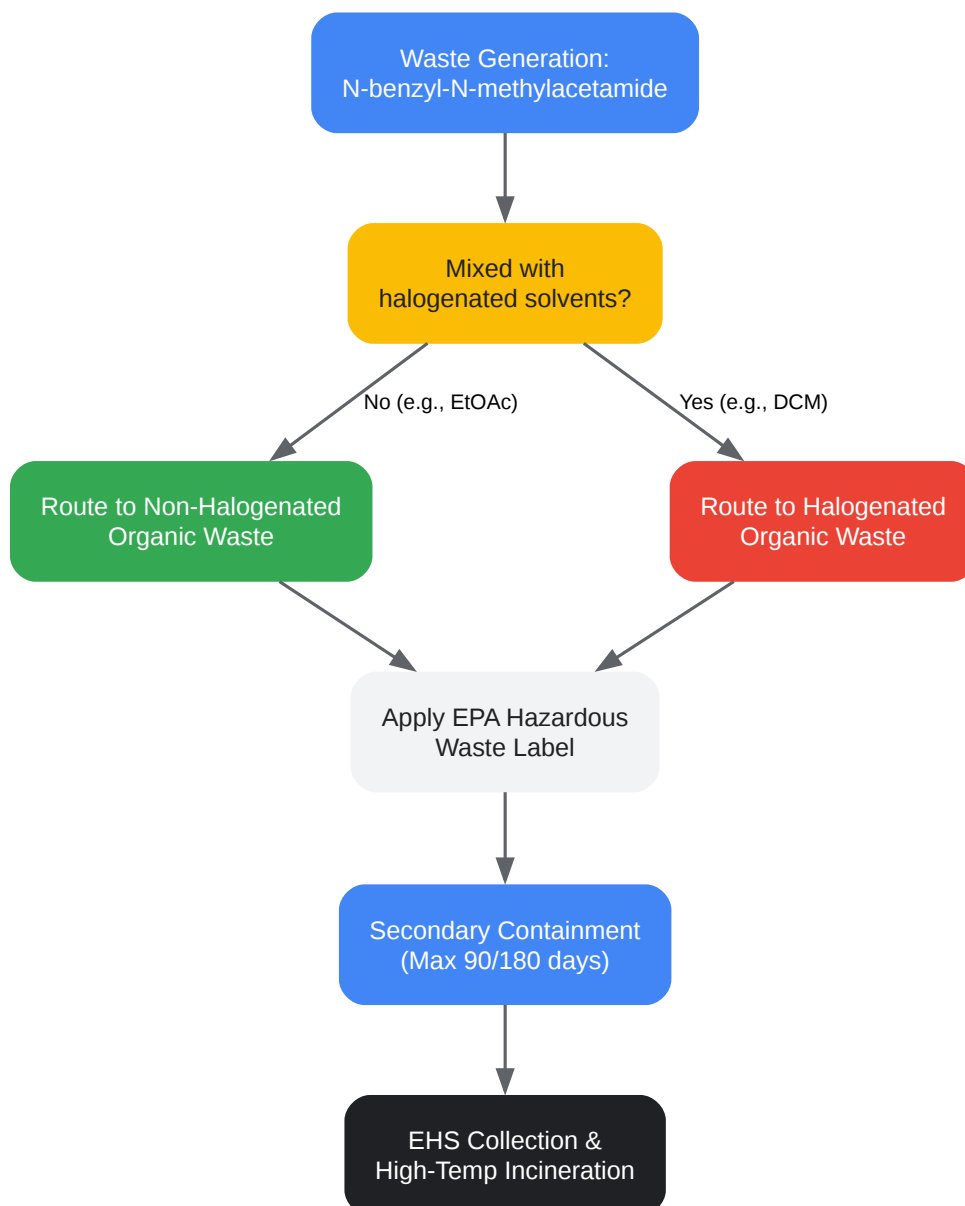 Waste Generation:
N-benzyl-N-methylacetamide
Mixed with
halogenated solvents?
No (e.g., EtOAc)
Yes (e.g., DCM)
Route to Non-Halogenated
Organic Waste
Route to Halogenated
Organic Waste
Apply EPA Hazardous
Waste Label
Secondary Containment
(Max 90/180 days)
EHS Collection &
High-Temp Incineration